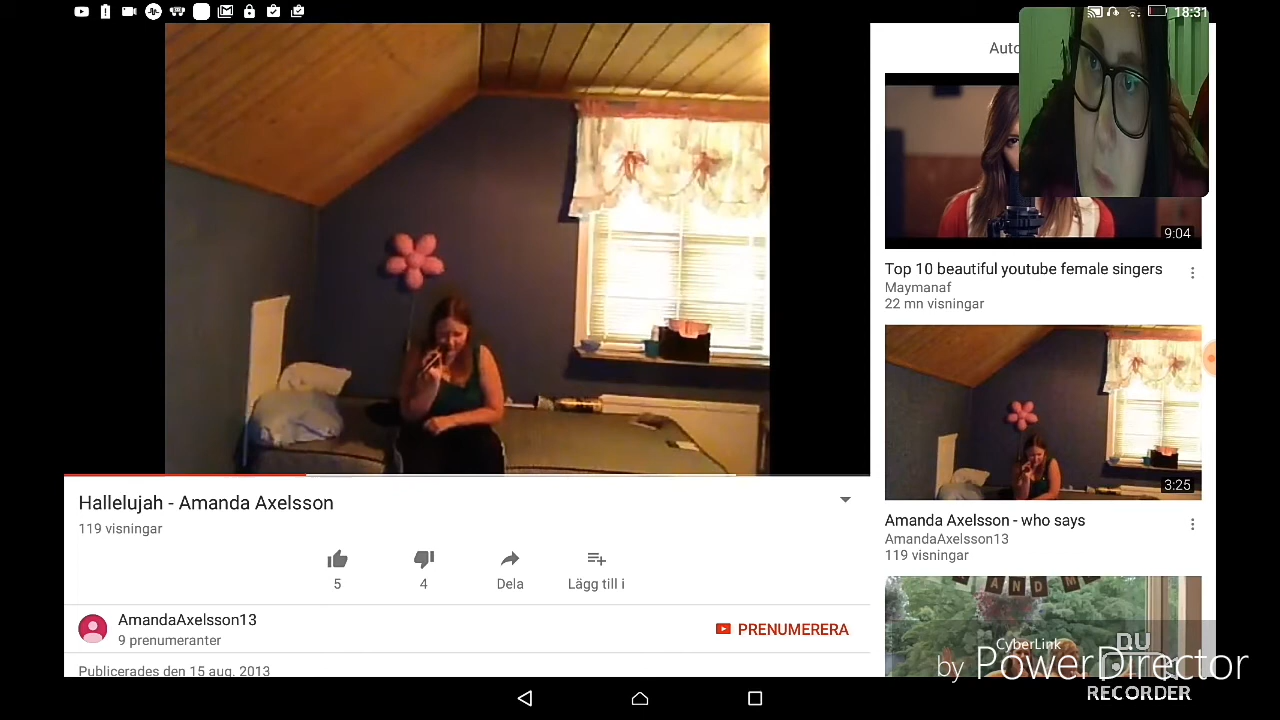 18:31
Auto
9:04
Top 10 beautiful youtube female singers
Maymanaf
22 mn visningar
3:25
Amanda Axelsson - who says
AmandaAxelsson13
119 visningar
Hallelujah - Amanda Axelsson
119 visningar
5
4
Dela
Lägg till i
AmandaAxelsson13
9 prenumeranter
PRENUMERERA
Publicerades den 15 aug. 2013
CyberLink
by PowerDirector
DU
RECORDER